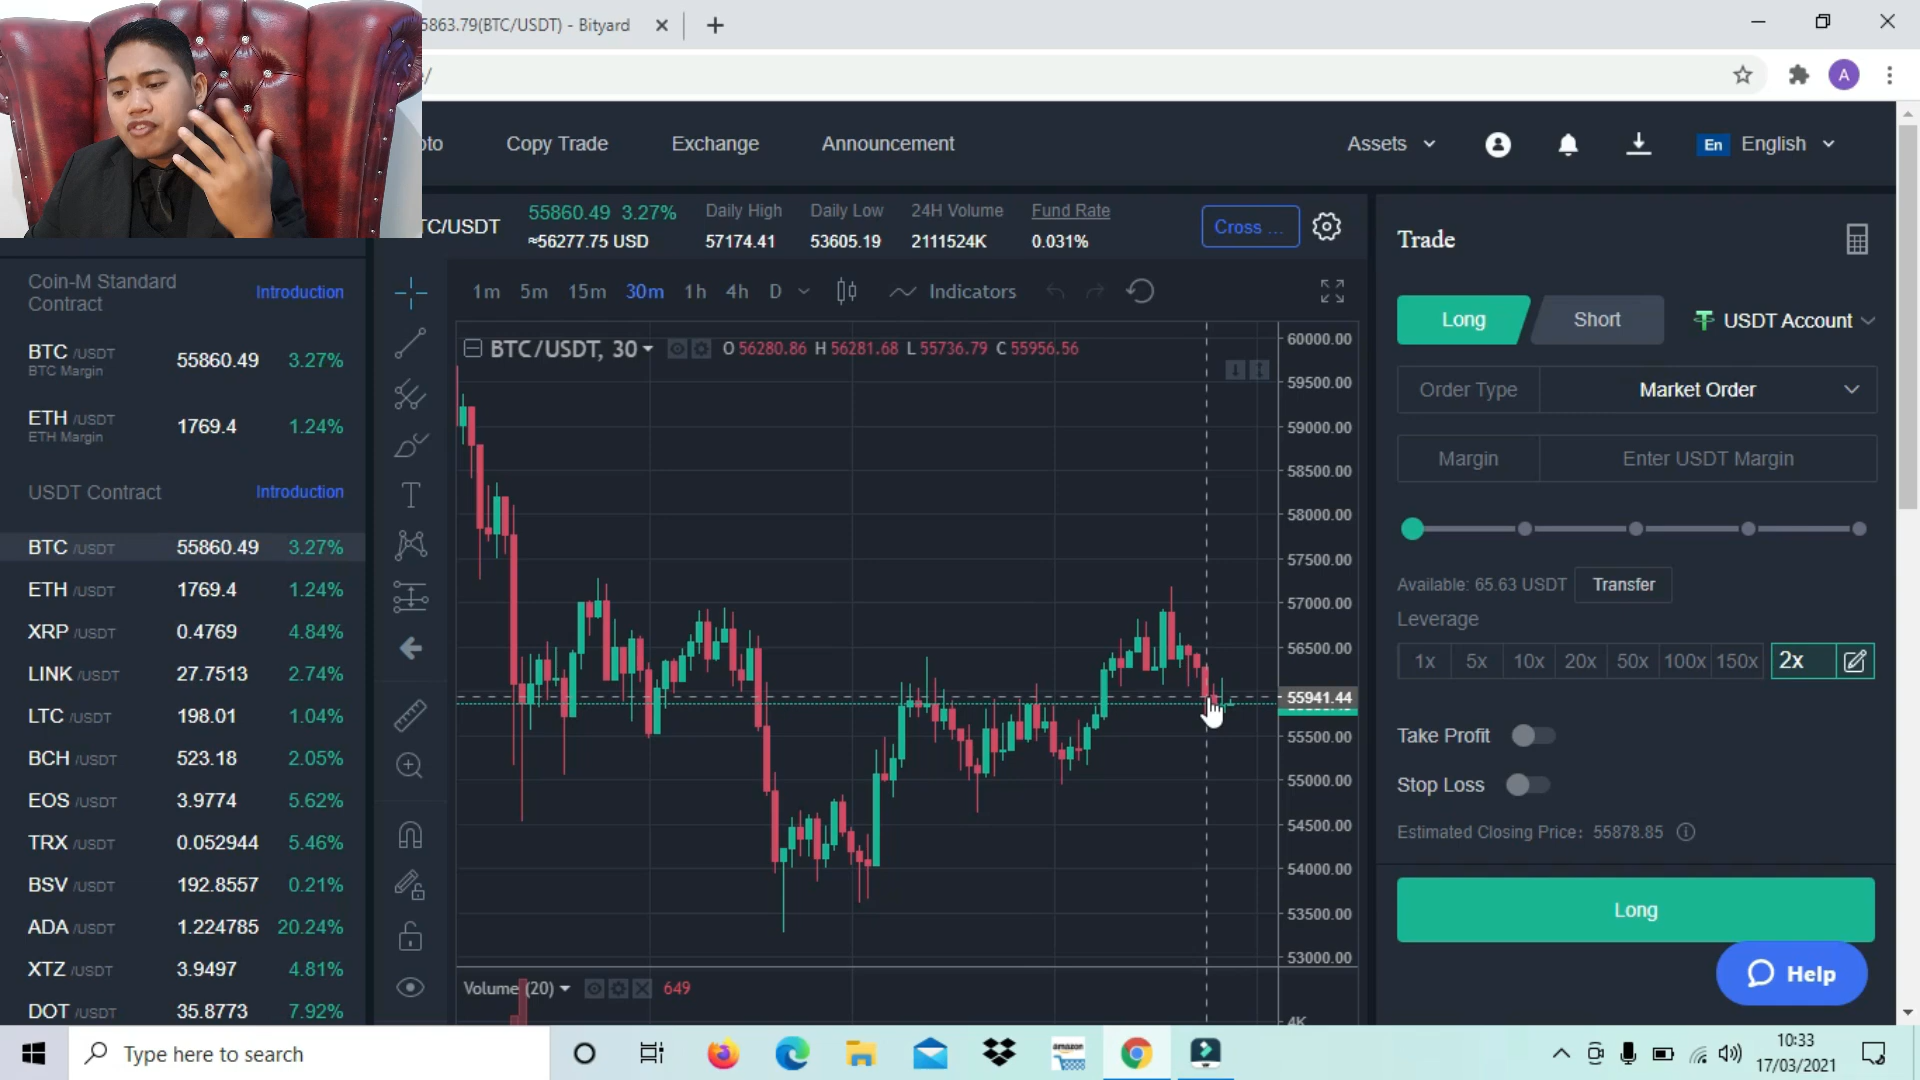 5863.79(BTC/USDT) - Bityard
A
Copy Trade
Exchange
Announcement
Assets
En English
TC/USDT
55860.49 3.27%
≈56277.75 USD
Daily High
57174.41
Daily Low
53605.19
24H Volume
2111524K
Fund Rate
0.031%
Cross ...
Coin-M Standard
Contract
Introduction
BTC /USDT 55860.49 3.27%
BTC Margin
ETH /USDT 1769.4 1.24%
ETH Margin
USDT Contract Introduction
BTC /USDT 55860.49 3.27%
ETH /USDT 1769.4 1.24%
XRP /USDT 0.4769 4.84%
LINK /USDT 27.7513 2.74%
LTC /USDT 198.01 1.04%
BCH /USDT 523.18 2.05%
EOS /USDT 3.9774 5.62%
TRX /USDT 0.052944 5.46%
BSV /USDT 192.8557 0.21%
ADA /USDT 1.224785 20.24%
XTZ /USDT 3.9497 4.81%
DOT /USDT 35.8773 7.92%
1m 5m 15m 30m 1h 4h D
Indicators
BTC/USDT, 30
O 56280.86 H 56281.68 L 55736.79 C 55956.56
60000.00
59500.00
59000.00
58500.00
58000.00
57500.00
57000.00
56500.00
55941.44
55500.00
55000.00
54500.00
54000.00
53500.00
53000.00
Volume (20) 649
4K
Trade
Long
Short
USDT Account
Order Type
Market Order
Margin
Enter USDT Margin
Available: 65.63 USDT
Transfer
Leverage
1x 5x 10x 20x 50x 100x 150x 2x
Take Profit
Stop Loss
Estimated Closing Price: 55878.85
Long
Help
Type here to search
amazon
10:33
17/03/2021